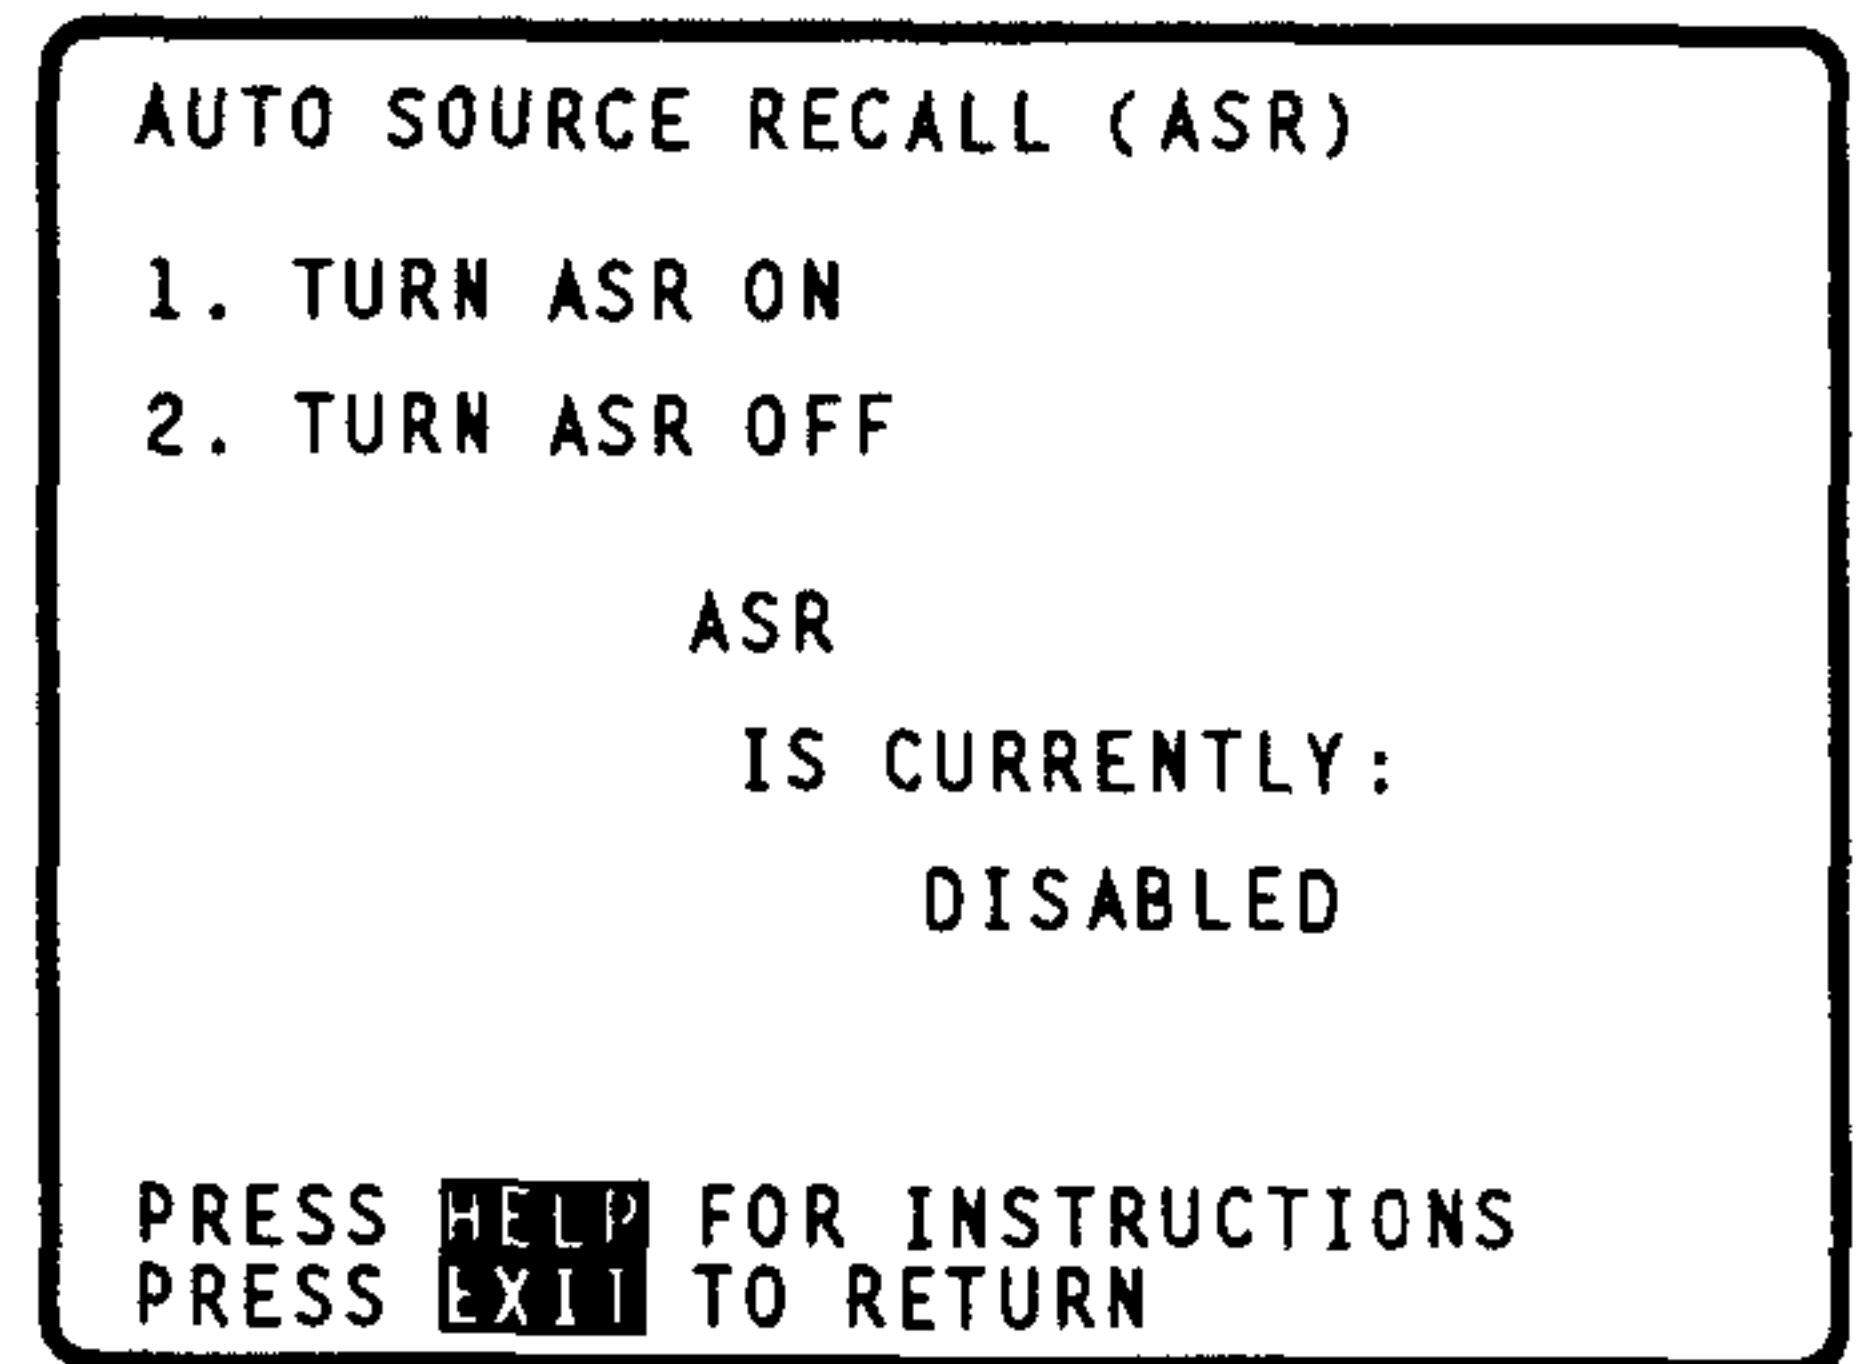 AUTO SOURCE RECALL (ASR)
1. TURN ASR ON
2. TURN ASR OFF
ASR
IS CURRENTLY:
DISABLED
PRESS HELP FOR INSTRUCTIONS
PRESS EXIT TO RETURN